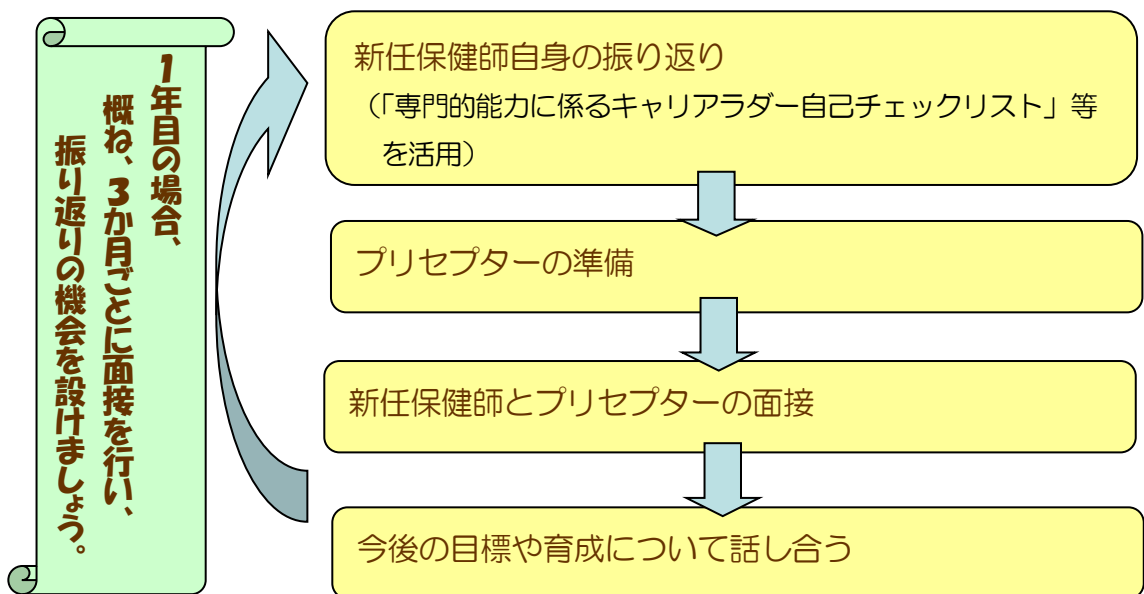 1年目の場合、
概ね、3か月ごとに面接を行い、
振り返りの機会を設けましょう。
新任保健師自身の振り返り
（「専門的能力に係るキャリアラダー自己チェックリスト」等
を活用）
プリセプターの準備
新任保健師とプリセプターの面接
今後の目標や育成について話し合う